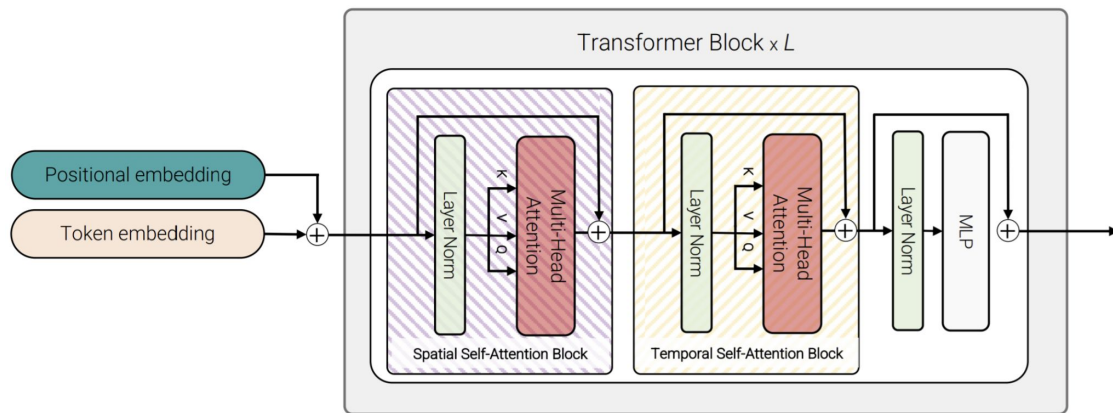 Transformer Block x L
Positional embedding
Token embedding
Layer Norm
K
V
Q
Multi-Head
Attention
Spatial Self-Attention Block
Layer Norm
K
V
Q
Multi-Head
Attention
Temporal Self-Attention Block
Layer Norm
MLP